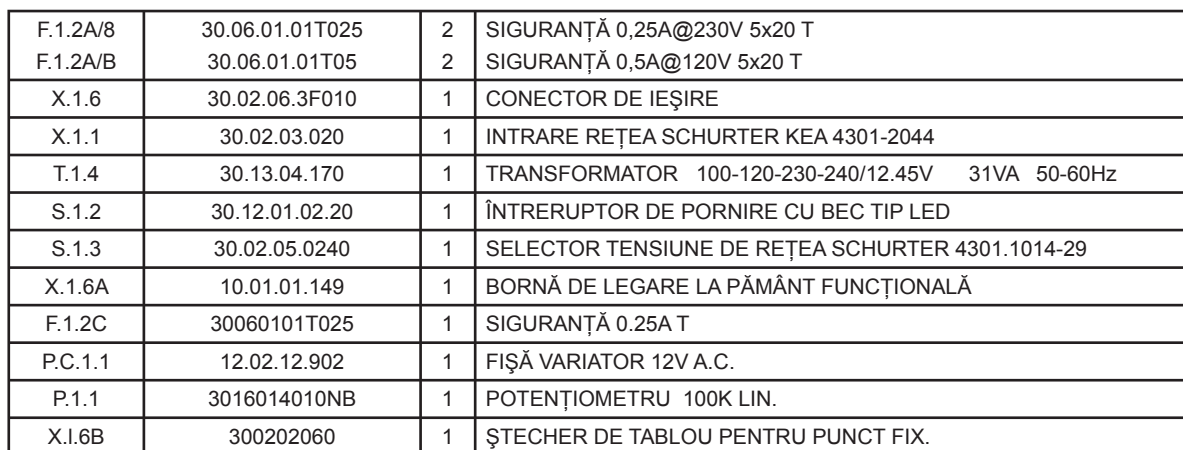 F.1.2A/8 30.06.01.01T025 2 SIGURANȚĂ 0,25A@230V 5x20 T
F.1.2A/B 30.06.01.01T05 2 SIGURANȚĂ 0,5A@120V 5x20 T
X.1.6 30.02.06.3F010 1 CONECTOR DE IEŞIRE
X.1.1 30.02.03.020 1 INTRARE REȚEA SCHURTER KEA 4301-2044
T.1.4 30.13.04.170 1 TRANSFORMATOR 100-120-230-240/12.45V 31VA 50-60Hz
S.1.2 30.12.01.02.20 1 ÎNTRERUPTOR DE PORNIRE CU BEC TIP LED
S.1.3 30.02.05.0240 1 SELECTOR TENSIUNE DE REȚEA SCHURTER 4301.1014-29
X.1.6A 10.01.01.149 1 BORNĂ DE LEGARE LA PĂMÂNT FUNCȚIONALĂ
F.1.2C 30060101T025 1 SIGURANȚĂ 0.25A T
P.C.1.1 12.02.12.902 1 FIŞĂ VARIATOR 12V A.C.
P.1.1 3016014010NB 1 POTENȚIOMETRU 100K LIN.
X.I.6B 300202060 1 ŞTECHER DE TABLOU PENTRU PUNCT FIX.